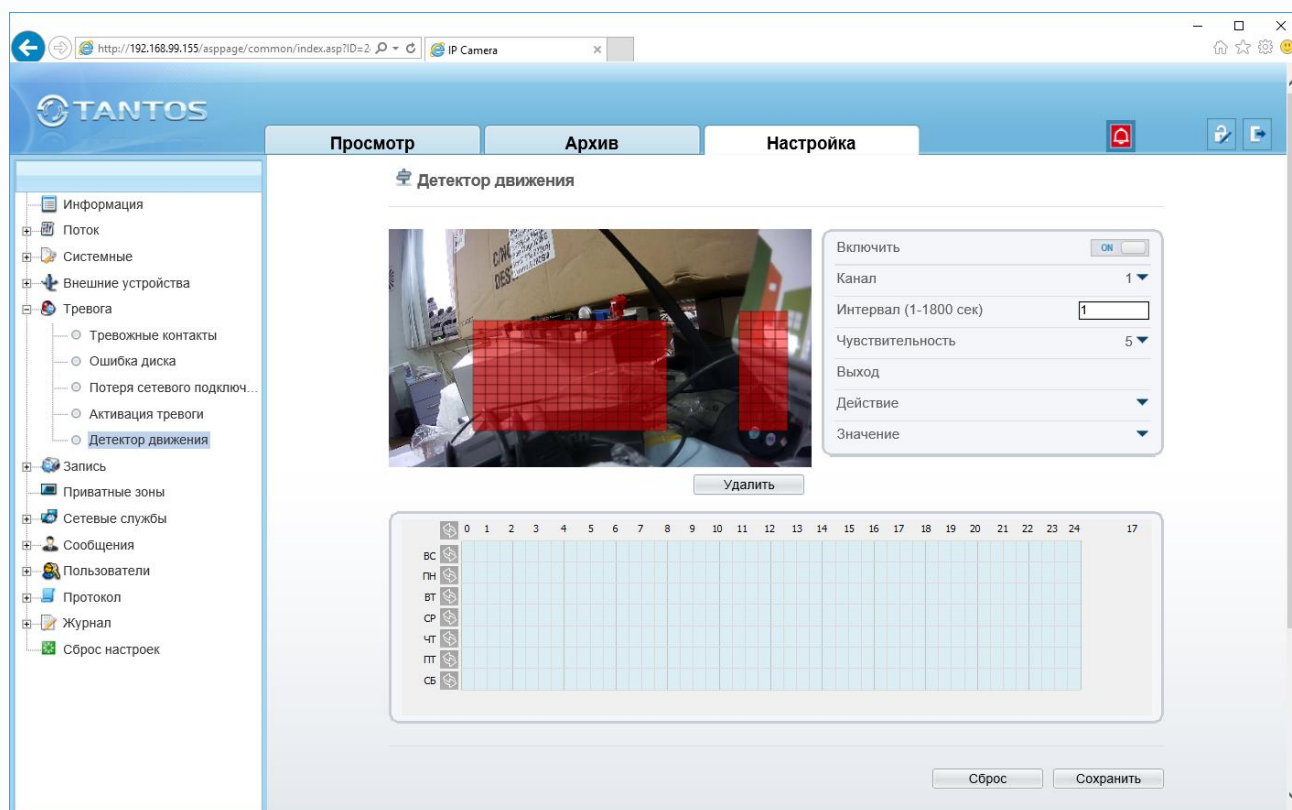 http://192.168.99.155/asppage/common/index.asp?ID=2
IP Camera
TANTOS
Просмотр
Архив
Настройка
Детектор движения
Информация
Поток
Системные
Внешние устройства
Тревога
Тревожные контакты
Ошибка диска
Потеря сетевого подключ...
Активация тревоги
Детектор движения
Запись
Приватные зоны
Сетевые службы
Сообщения
Пользователи
Протокол
Журнал
Сброс настроек
Включить ON
Канал 1
Интервал (1-1800 сек) 1
Чувствительность 5
Выход
Действие
Значение
Удалить
0 1 2 3 4 5 6 7 8 9 10 11 12 13 14 15 16 17 18 19 20 21 22 23 24 17
ВС
ПН
ВТ
СР
ЧТ
ПТ
СБ
Сброс
Сохранить